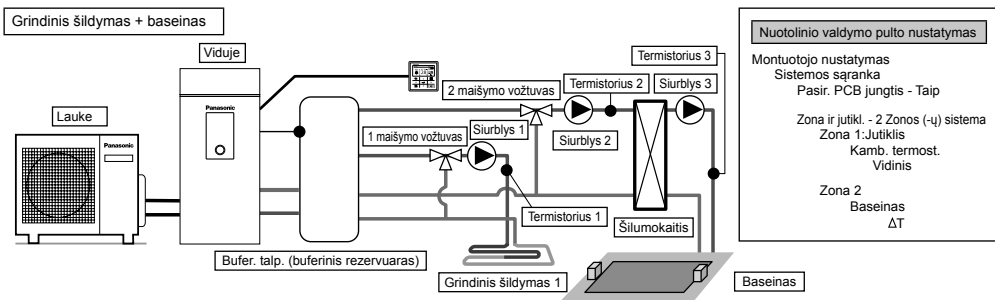 Grindinis šildymas + baseinas
Viduje
Lauke
Panasonic
Panasonic
2 maišymo vožtuvas
Termistorius 2
Termistorius 3
Siurblys 3
1 maišymo vožtuvas
Siurblys 1
Siurblys 2
Termistorius 1
Šilumokaitis
Bufer. talp. (buferinis rezervuaras)
Grindinis šildymas 1
Baseinas
Nuotolinio valdymo pulto nustatymas
Montuotojo nustatymas
Sistemos sąranka
Pasir. PCB jungtis - Taip
Zona ir jutikl. - 2 Zonos (-ų) sistema
Zona 1:Jutiklis
Kamb. termost.
Vidinis
Zona 2
Baseinas
ΔT